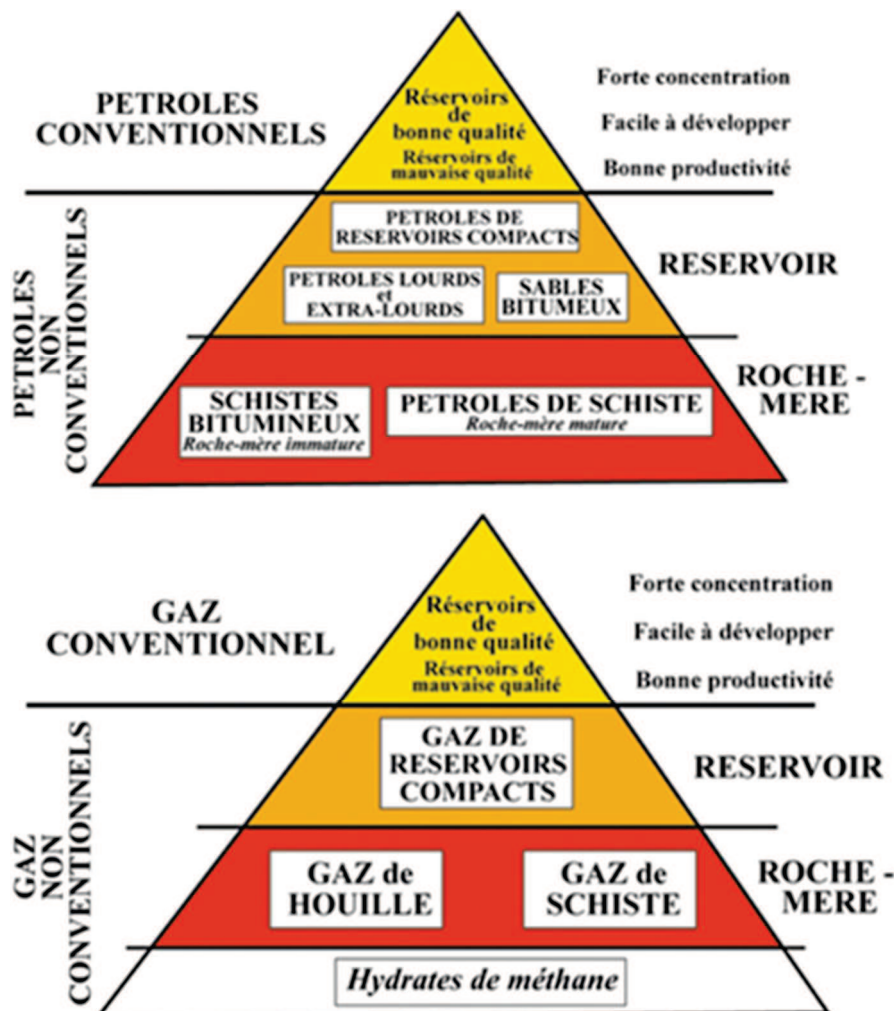 PETROLES
CONVENTIONNELS
Réservoirs
de
bonne qualité
Réservoirs de
mauvaise qualité
Forte concentration
Facile à développer
Bonne productivité
PETROLES
NON
CONVENTIONNELS
PETROLES DE
RESERVOIRS COMPACTS
PETROLES LOURDS
et
EXTRA-LOURDS
SABLES
BITUMEUX
RESERVOIR
SCHISTES
BITUMINEUX
Roche-mère immature
PETROLES DE SCHISTE
Roche-mère mature
ROCHE -
MERE
GAZ
CONVENTIONNEL
Réservoirs
de
bonne qualité
Réservoirs de
mauvaise qualité
Forte concentration
Facile à développer
Bonne productivité
GAZ
NON
CONVENTIONNELS
GAZ DE
RESERVOIRS
COMPACTS
RESERVOIR
GAZ de
HOUILLE
GAZ de
SCHISTE
ROCHE -
MERE
Hydrates de méthane